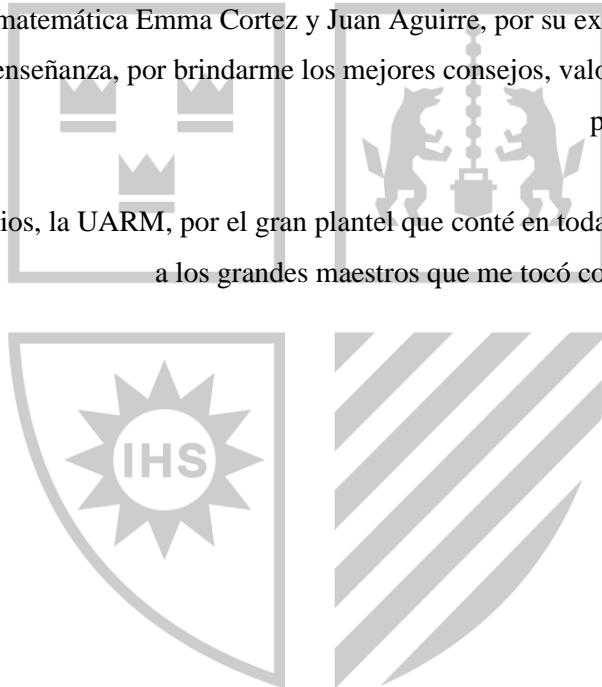 matemática Emma Cortez y Juan Aguirre, por su ex
enseñanza, por brindarme los mejores consejos, valo
p
ios, la UARM, por el gran plantel que conté en toda
a los grandes maestros que me tocó co
IHS